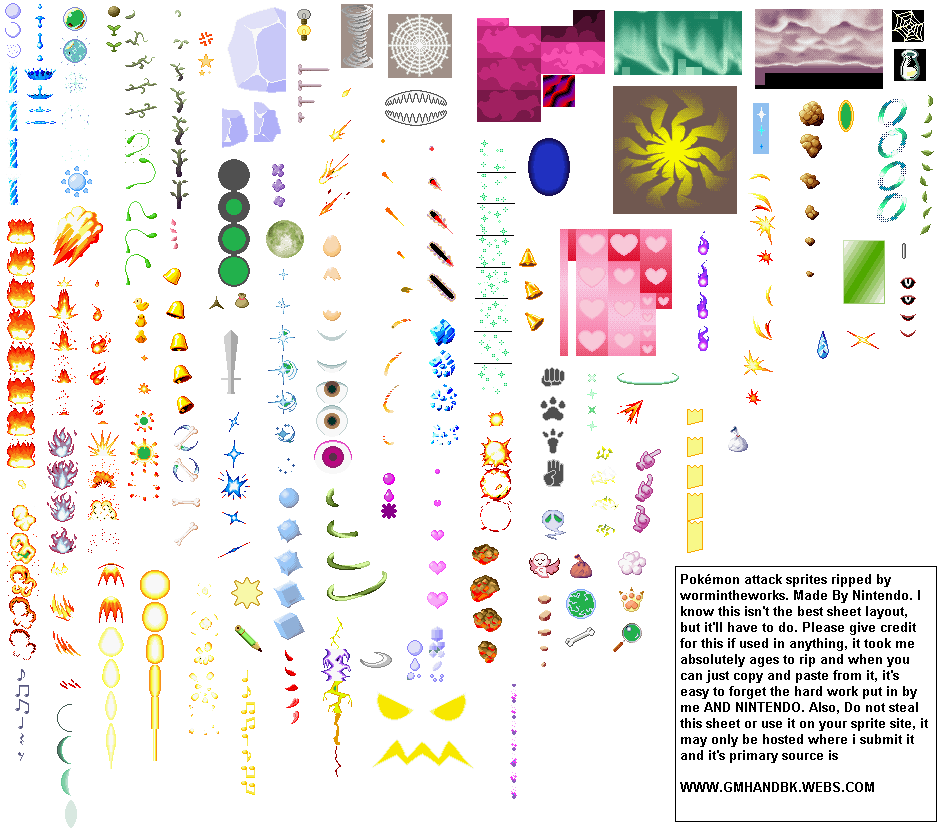 Pokémon attack sprites ripped by
wormintheworks. Made By Nintendo. I
know this isn't the best sheet layout,
but it'll have to do. Please give credit
for this if used in anything, it took me
absolutely ages to rip and when you
can just copy and paste from it, it's
easy to forget the hard work put in by
me AND NINTENDO. Also, Do not steal
this sheet or use it on your sprite site, it
may only be hosted where i submit it
and it's primary source is
WWW.GMHANDBK.WEBS.COM